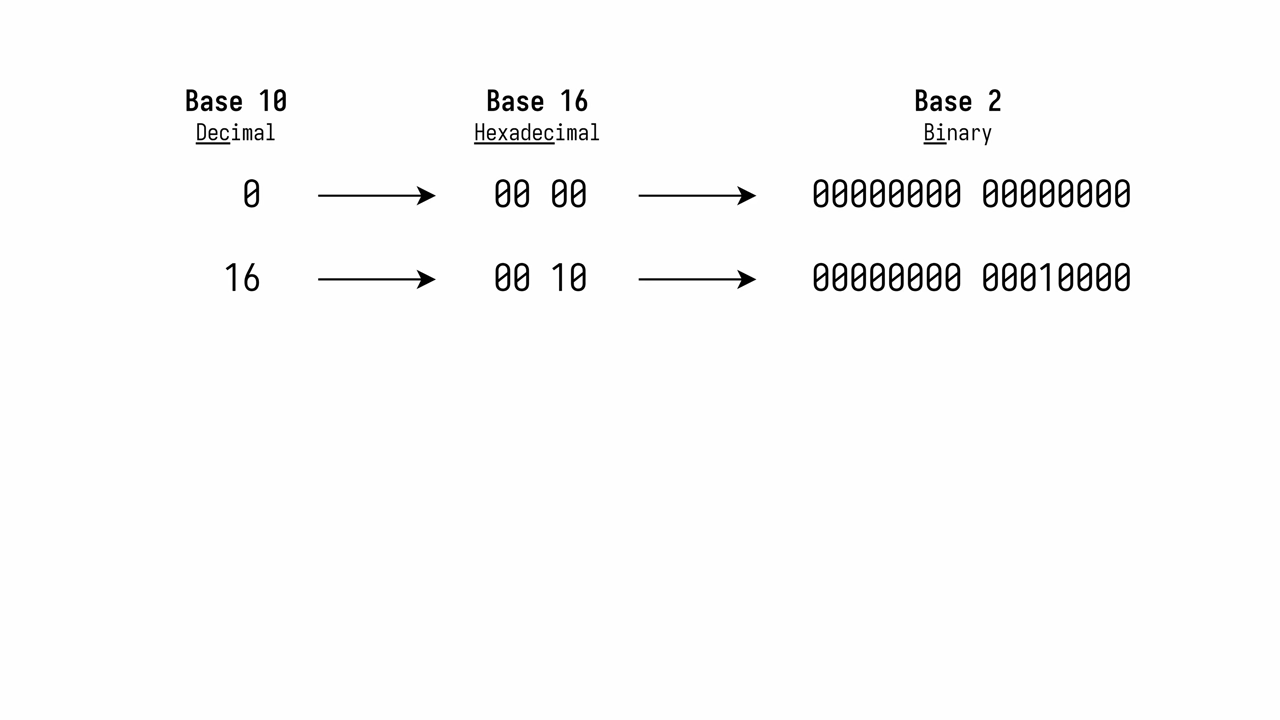 Base 10 Base 16 Base 2
Decimal Hexadecimal Binary
0 00 00 00000000 00000000
16 00 10 00000000 00010000